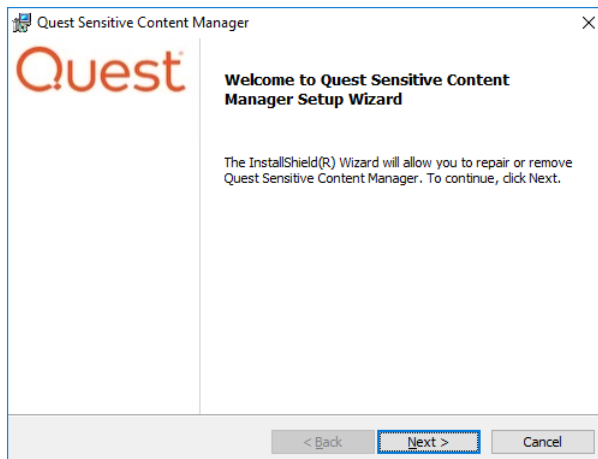 Quest Sensitive Content Manager
Quest
Welcome to Quest Sensitive Content
Manager Setup Wizard
The InstallShield(R) Wizard will allow you to repair or remove
Quest Sensitive Content Manager. To continue, click Next.
< Back
Next >
Cancel